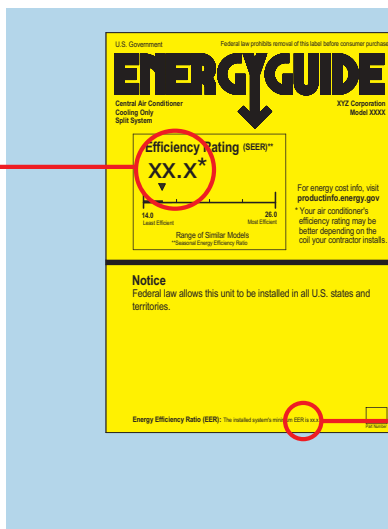 U.S. Government Federal law prohibits removal of this label before consumer purchase
ENERGYGUIDE
Central Air Conditioner
Cooling Only
Split System
XYZ Corporation
Model XXXX
Efficiency Rating (SEER)**
XX.X*
14.0
Least Efficient
26.0
Most Efficient
Range of Similar Models
**Seasonal Energy Efficiency Ratio
For energy cost info, visit
productinfo.energy.gov
* Your air conditioner's
efficiency rating may be
better depending on the
coil your contractor installs.
Notice
Federal law allows this unit to be installed in all U.S. states and
territories.
Energy Efficiency Ratio (EER): The installed system's minimum EER is xx.x
Part Number